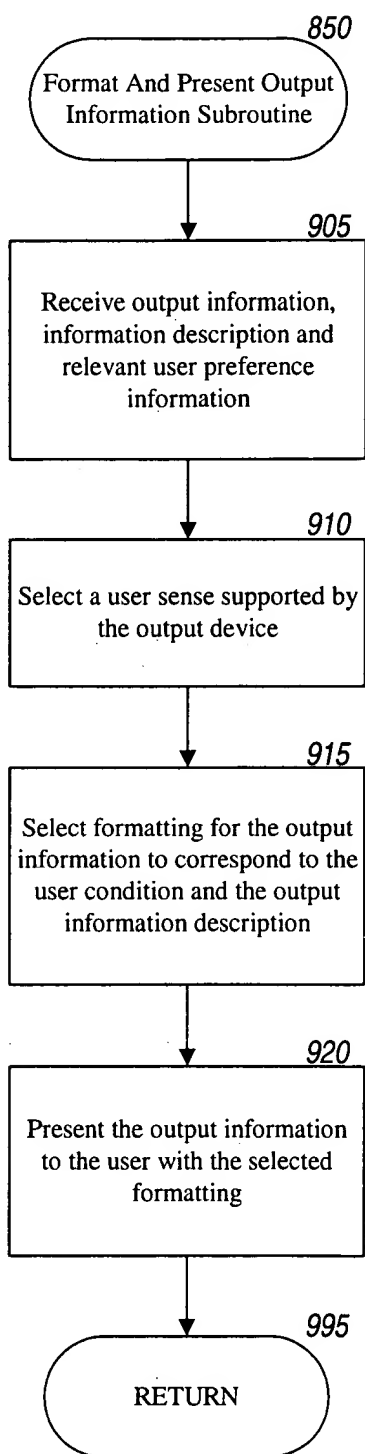 850
Format And Present Output
Information Subroutine
905
Receive output information,
information description and
relevant user preference
information
910
Select a user sense supported by
the output device
915
Select formatting for the output
information to correspond to the
user condition and the output
information description
920
Present the output information
to the user with the selected
formatting
995
RETURN